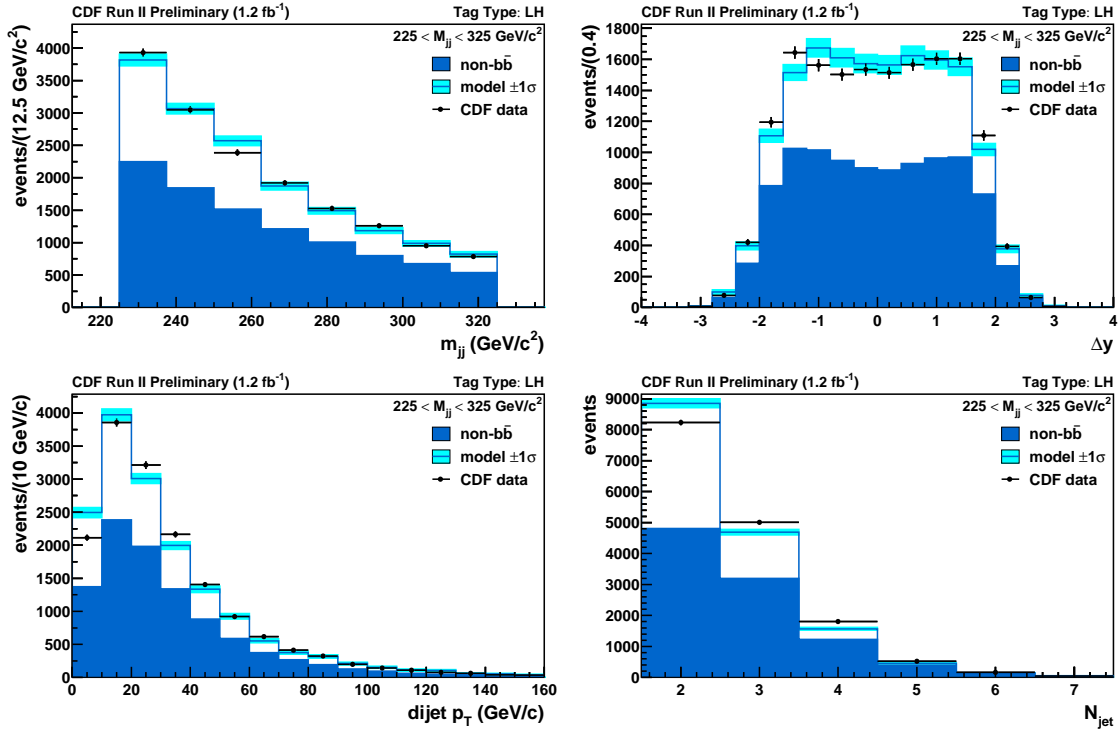 CDF Run II Preliminary (1.2 fb⁻¹) Tag Type: LH
225 < Mjj < 325 GeV/c²
non-bb̄
model ±1σ
CDF data
events/(12.5 GeV/c²)
4000
3500
3000
2500
2000
1500
1000
500
0
220 240 260 280 300 320
mjj (GeV/c²)
CDF Run II Preliminary (1.2 fb⁻¹) Tag Type: LH
225 < Mjj < 325 GeV/c²
non-bb̄
model ±1σ
CDF data
events/(0.4)
1800
1600
1400
1200
1000
800
600
400
200
0
-4 -3 -2 -1 0 1 2 3 4
Δy
CDF Run II Preliminary (1.2 fb⁻¹) Tag Type: LH
225 < Mjj < 325 GeV/c²
non-bb̄
model ±1σ
CDF data
events/(10 GeV/c)
4000
3500
3000
2500
2000
1500
1000
500
0
0 20 40 60 80 100 120 140 160
dijet pT (GeV/c)
CDF Run II Preliminary (1.2 fb⁻¹) Tag Type: LH
225 < Mjj < 325 GeV/c²
non-bb̄
model ±1σ
CDF data
events
9000
8000
7000
6000
5000
4000
3000
2000
1000
0
2 3 4 5 6 7
Njet